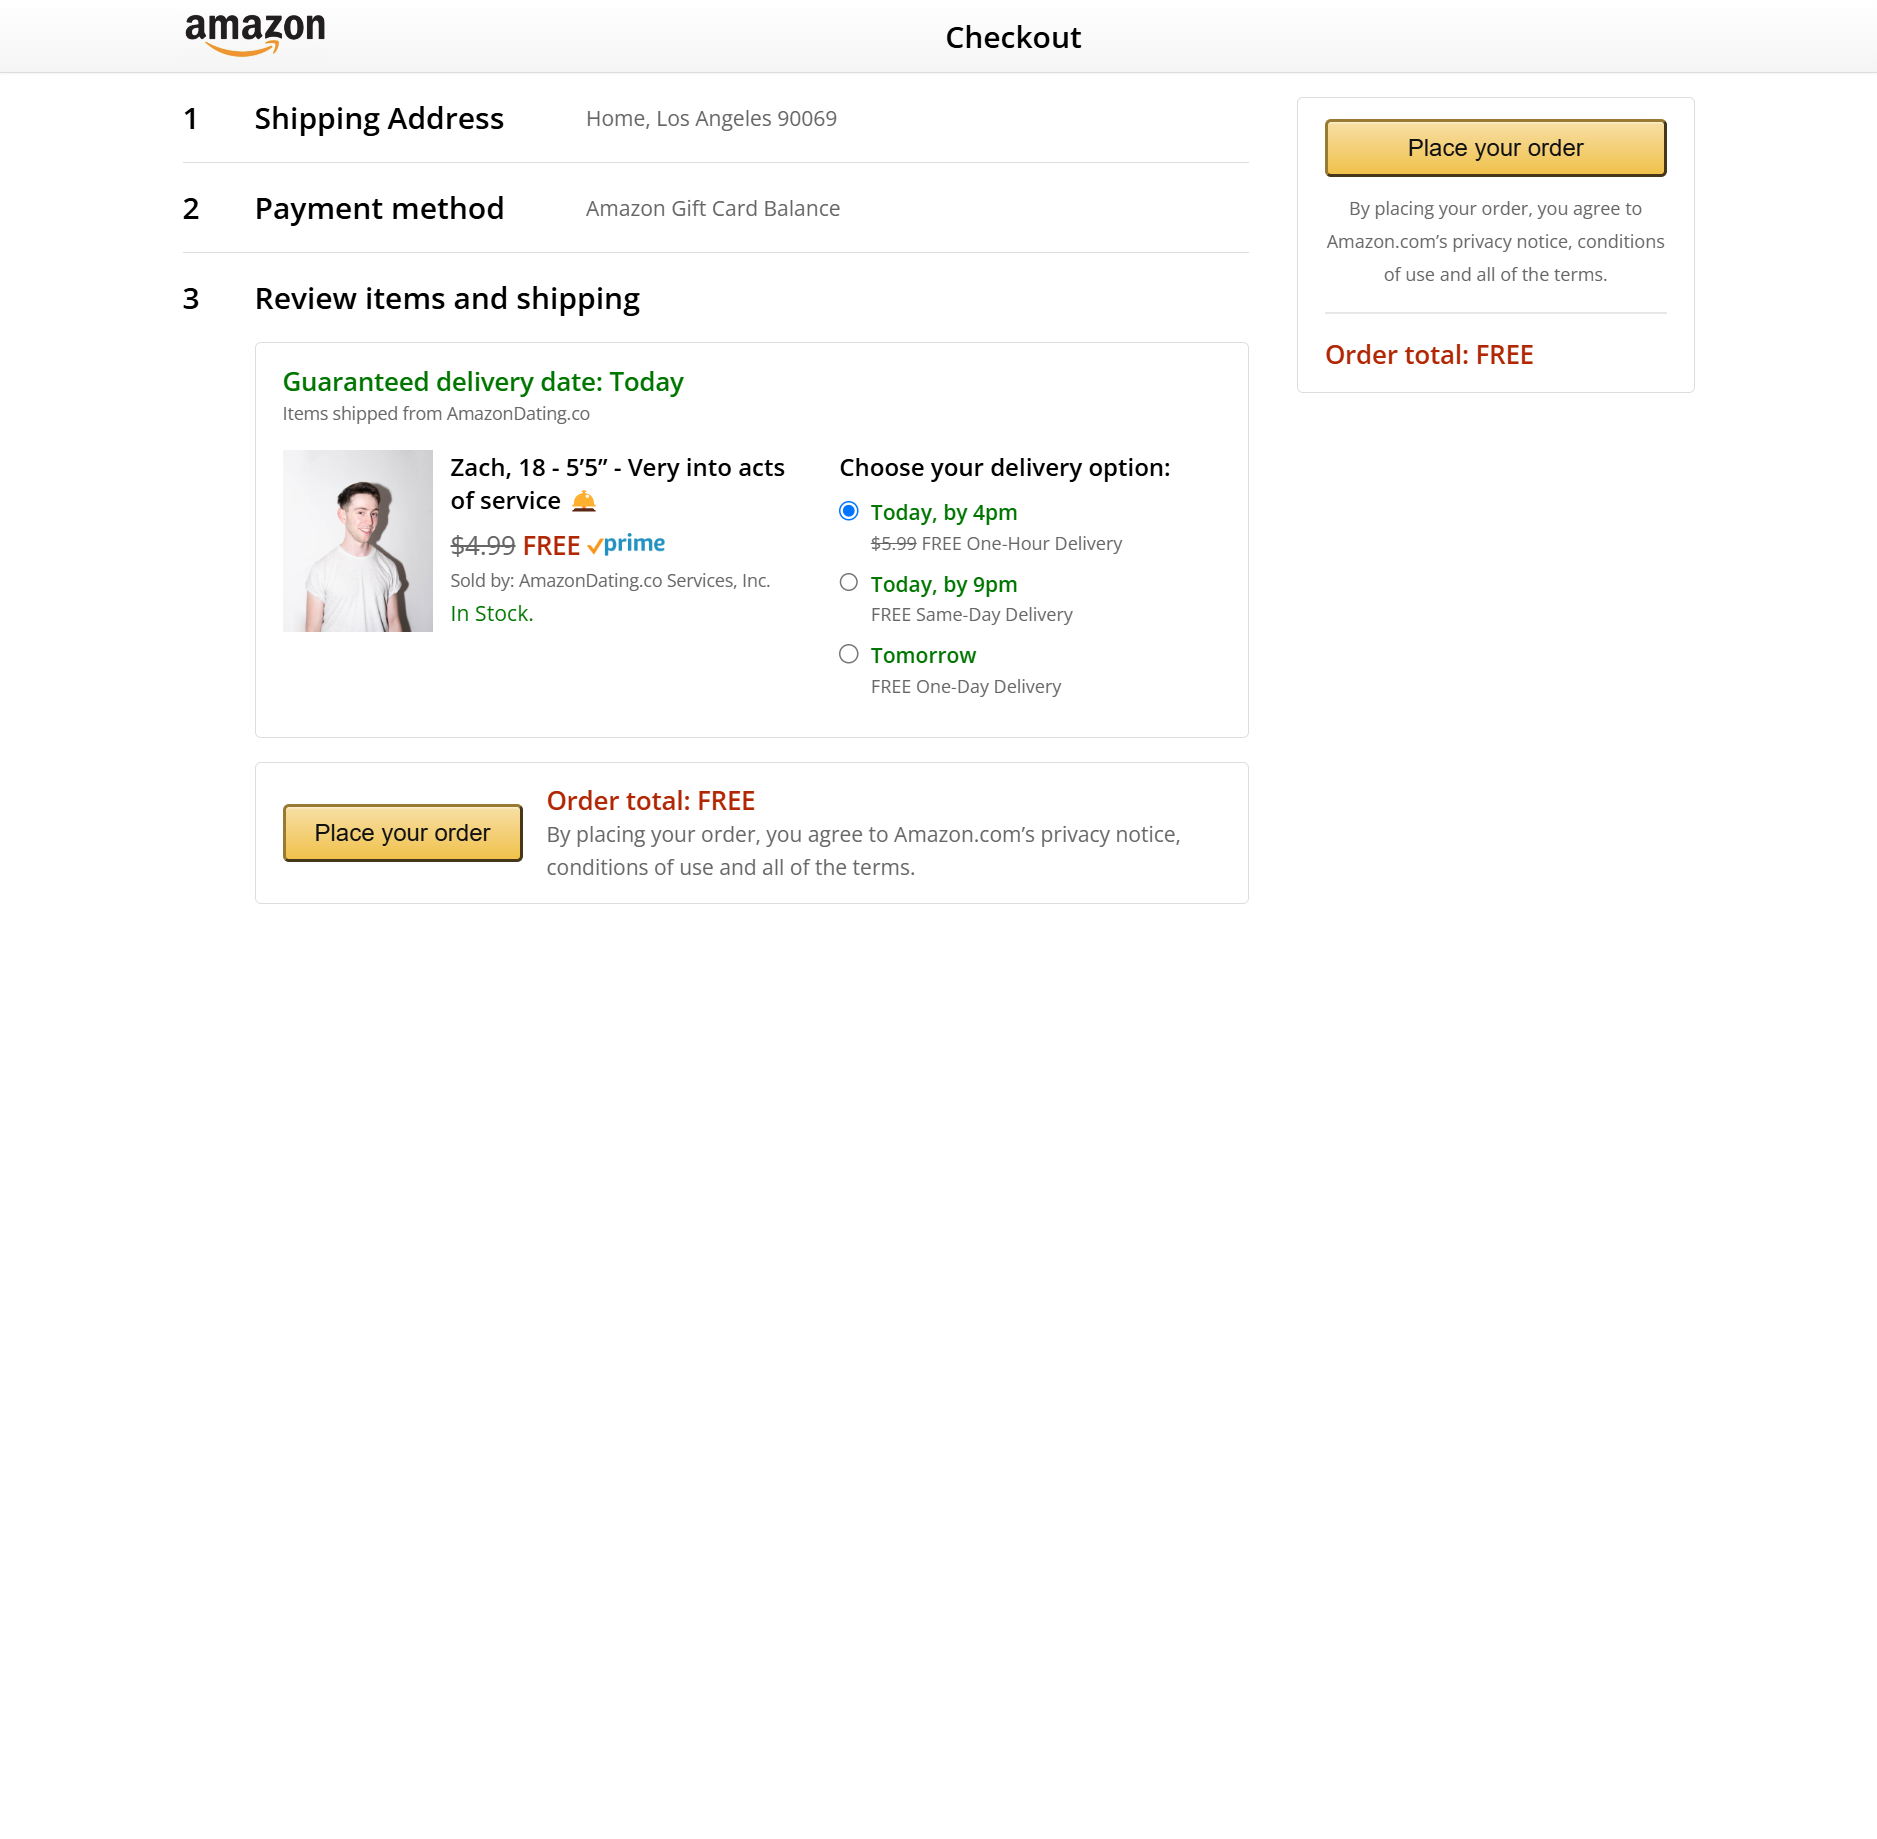 amazon
Checkout
1 Shipping Address Home, Los Angeles 90069
2 Payment method Amazon Gift Card Balance
3 Review items and shipping
Guaranteed delivery date: Today
Items shipped from AmazonDating.co
Zach, 18 - 5’5” - Very into acts
of service
$4.99 FREE prime
Sold by: AmazonDating.co Services, Inc.
In Stock.
Choose your delivery option:
Today, by 4pm
$5.99 FREE One-Hour Delivery
Today, by 9pm
FREE Same-Day Delivery
Tomorrow
FREE One-Day Delivery
Place your order
Order total: FREE
By placing your order, you agree to Amazon.com’s privacy notice,
conditions of use and all of the terms.
Place your order
By placing your order, you agree to
Amazon.com’s privacy notice, conditions
of use and all of the terms.
Order total: FREE